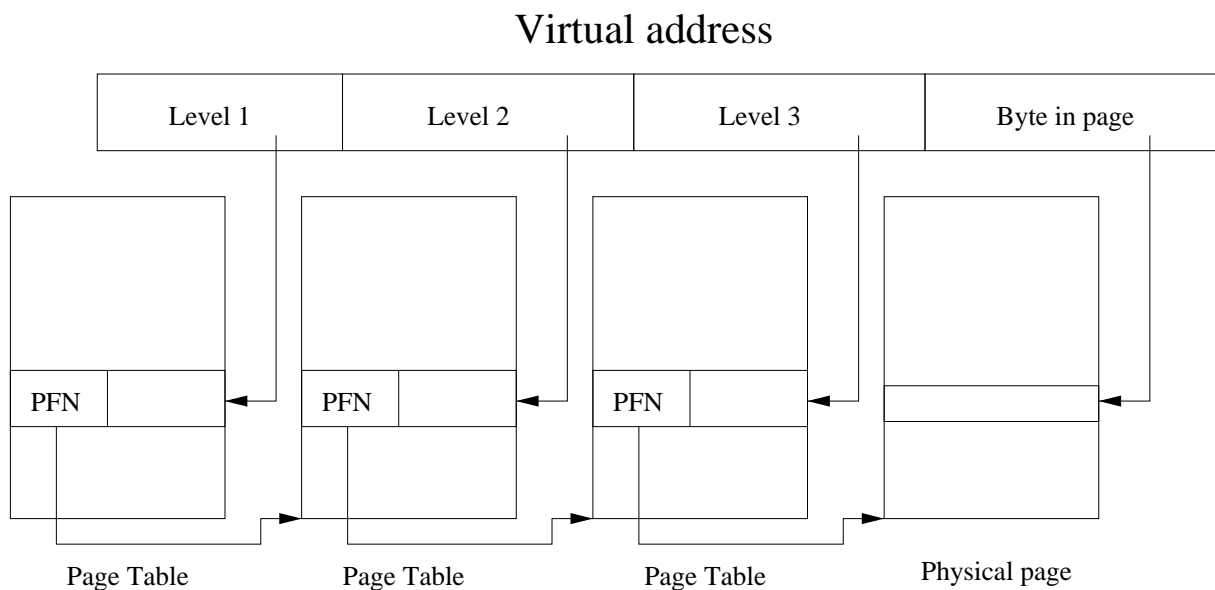 Virtual address
Level 1 Level 2 Level 3 Byte in page
PFN PFN PFN
Page Table Page Table Page Table Physical page